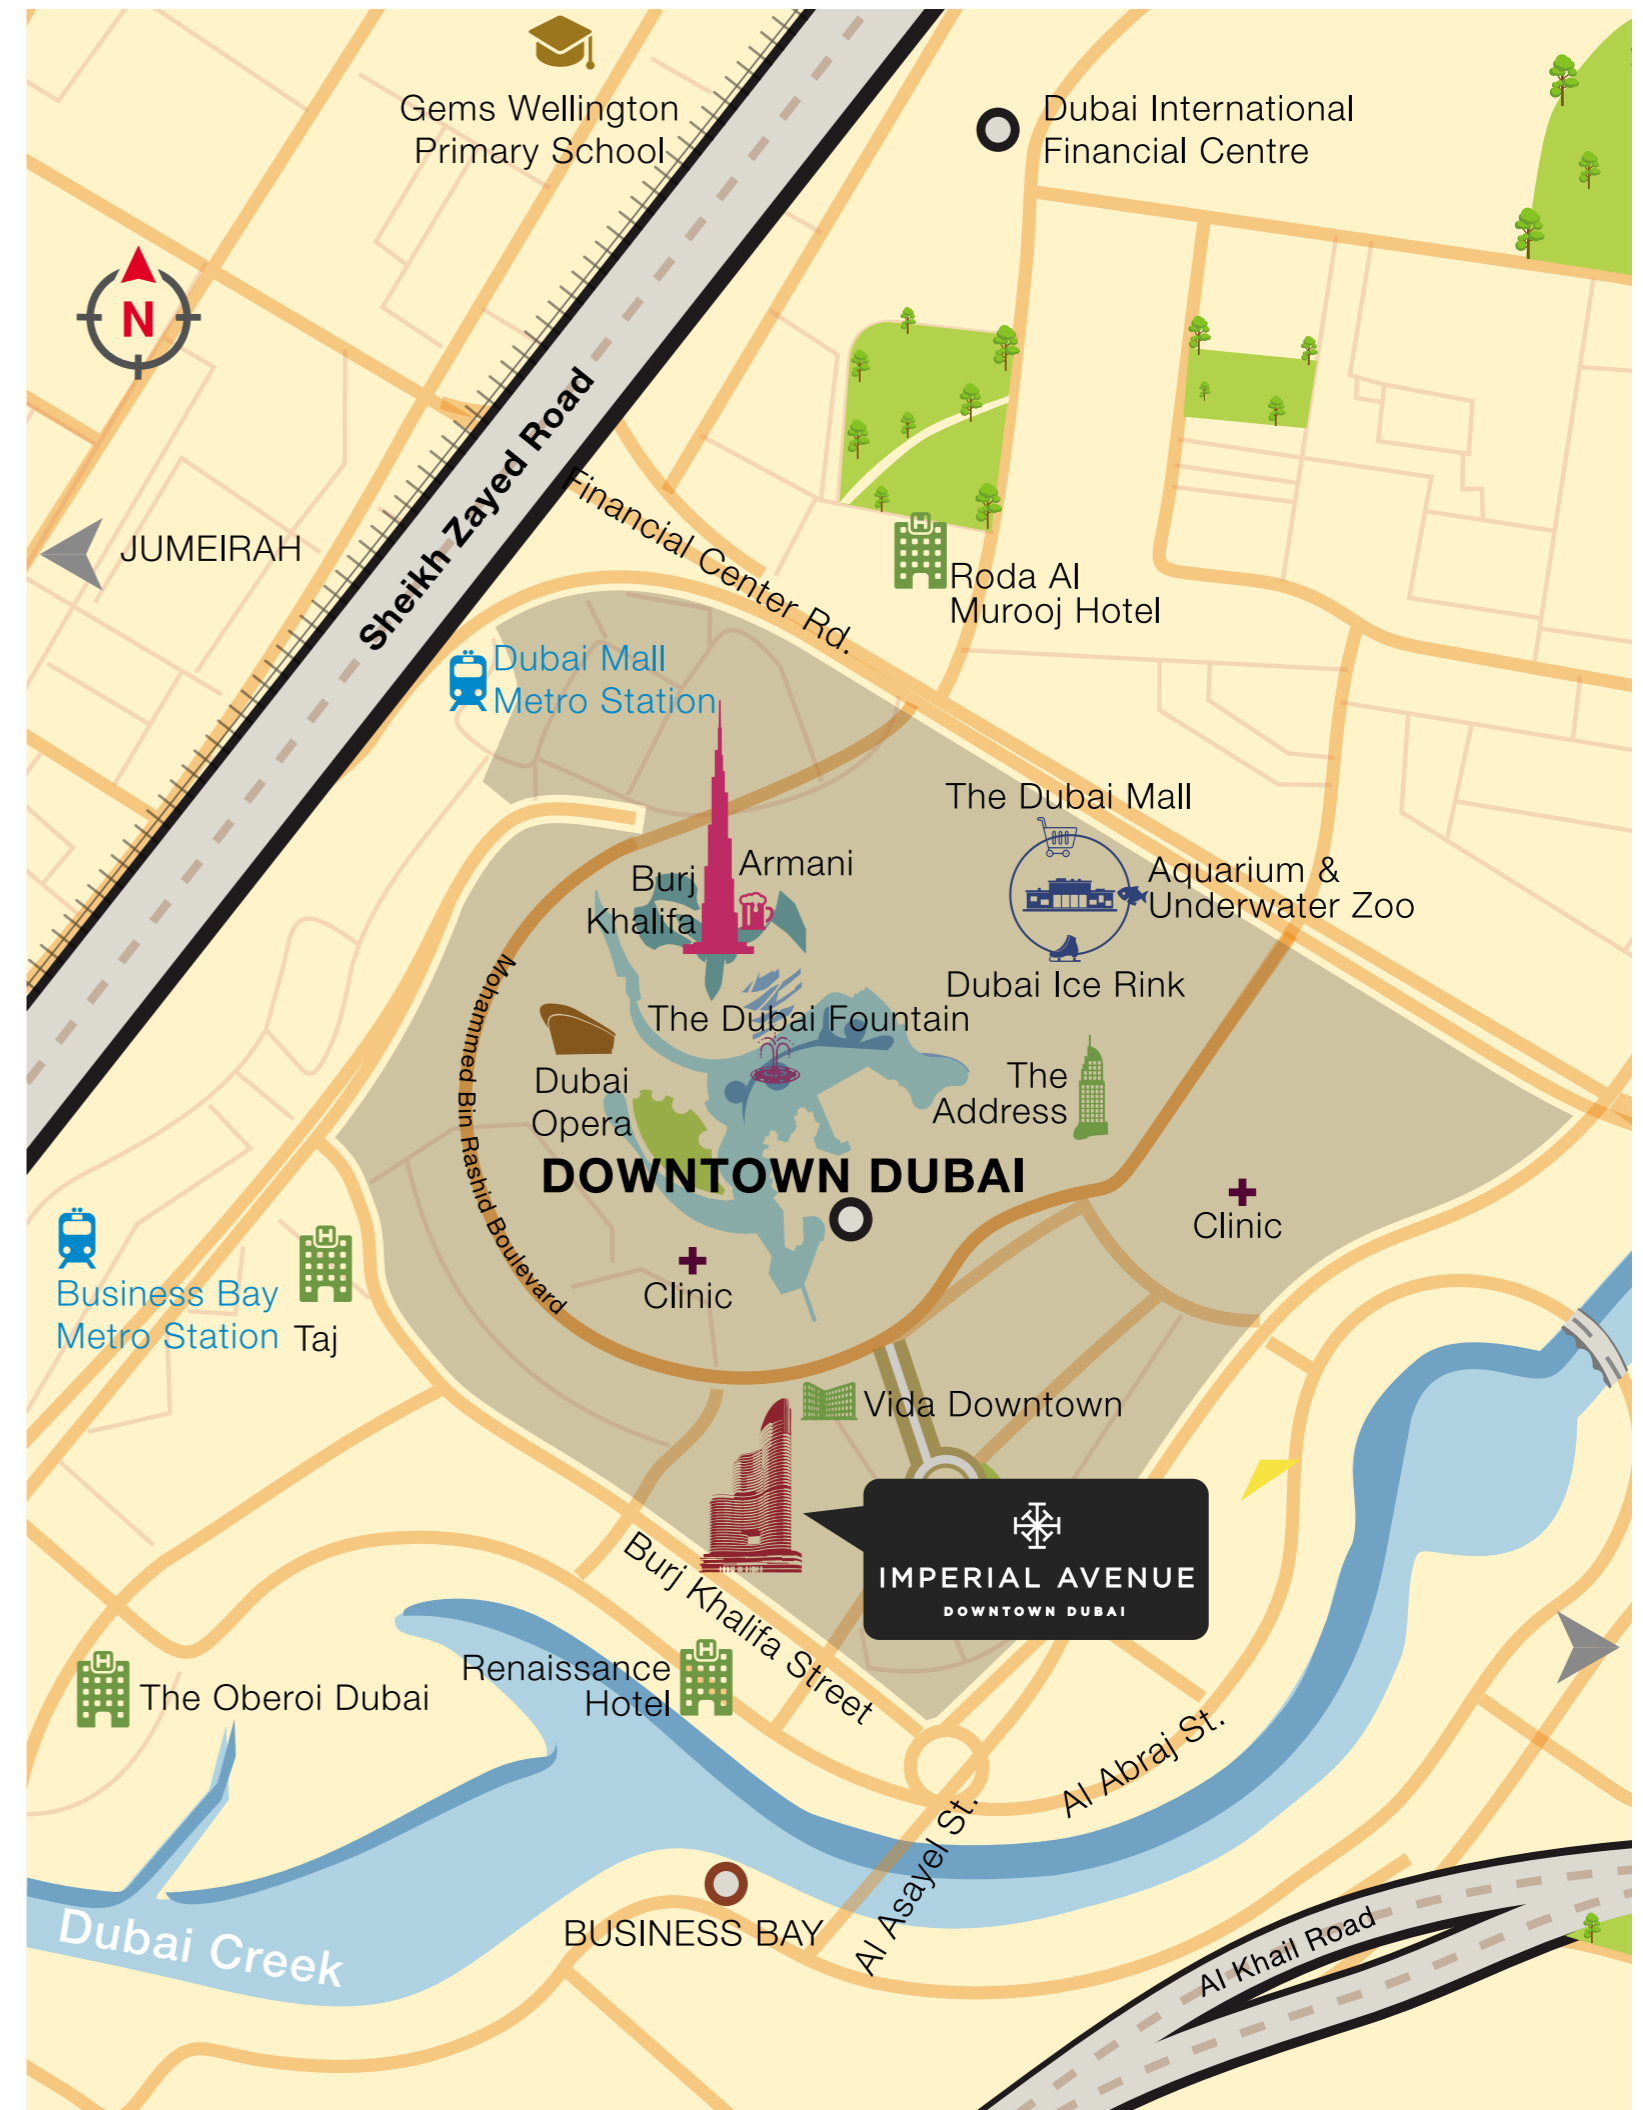 Gems Wellington
Primary School
Dubai International
Financial Centre
N
Sheikh Zayed Road
Financial Center Rd.
JUMEIRAH
H
Roda Al
Murooj Hotel
Dubai Mall
Metro Station
The Dubai Mall
Burj
Khalifa
Armani
Aquarium &
Underwater Zoo
Dubai Ice Rink
Mohammed Bin Rashid Boulevard
The Dubai Fountain
Dubai
Opera
The
Address
DOWNTOWN DUBAI
Clinic
Clinic
Business Bay
Metro Station
H
Taj
Vida Downtown
IMPERIAL AVENUE
DOWNTOWN DUBAI
Burj Khalifa Street
H
The Oberoi Dubai
Renaissance
Hotel
H
Al Abraj St.
Al Asayel St.
BUSINESS BAY
Dubai Creek
Al Khail Road